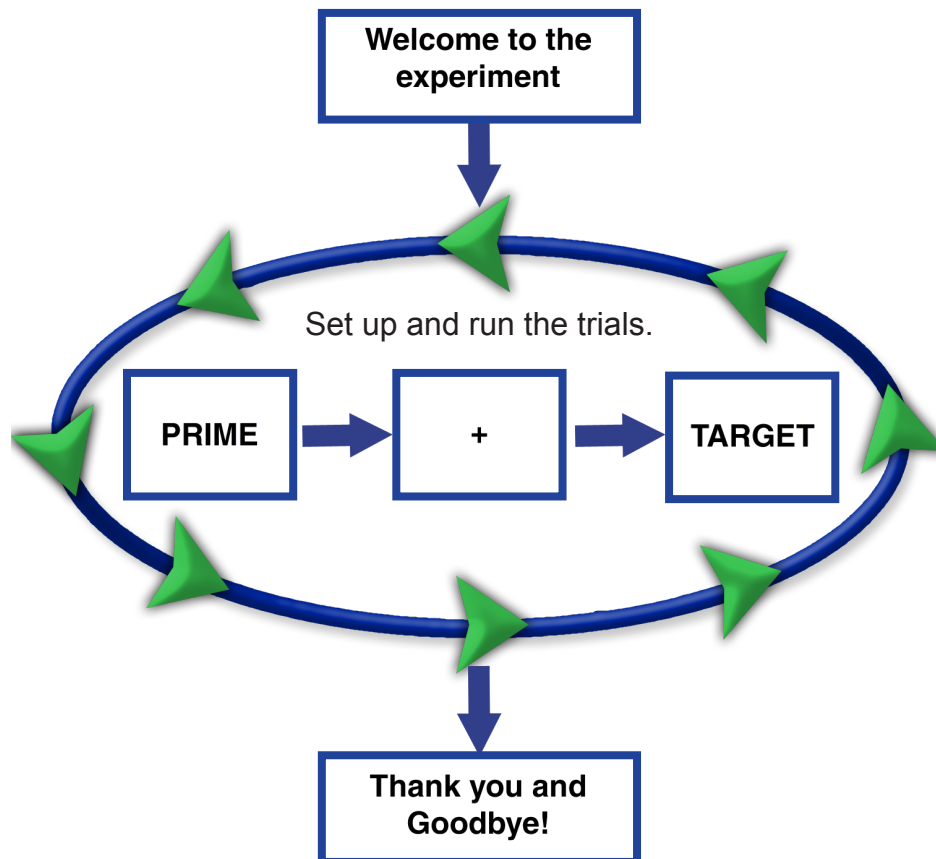 Welcome to the
experiment
Set up and run the trials.
PRIME
+
TARGET
Thank you and
Goodbye!